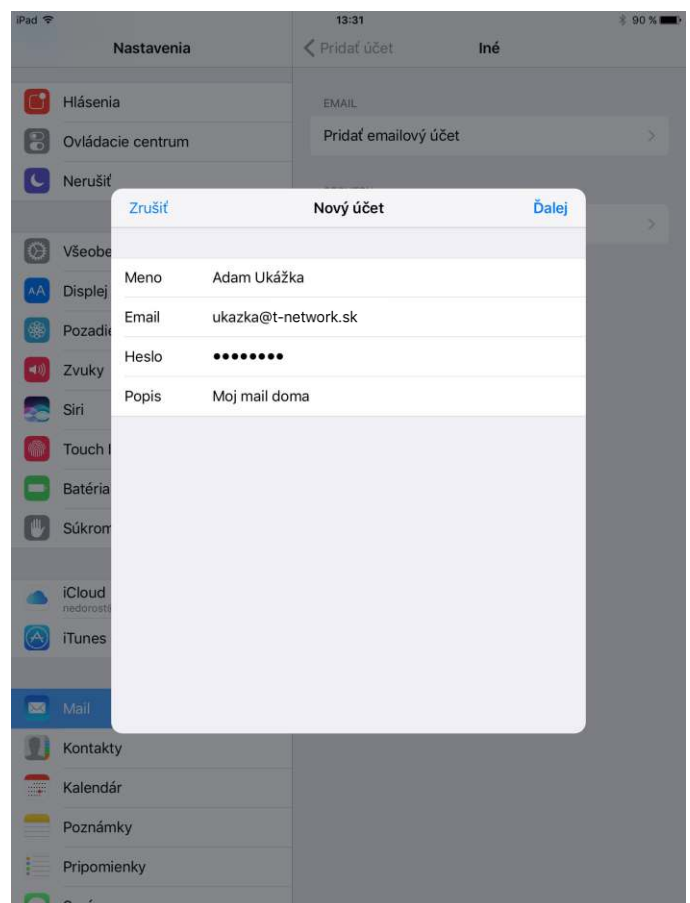 iPad 13:31 90 %
Nastavenia
Pridať účet Iné
Hlásenia
Ovládacie centrum
Nerušiť
EMAIL
Pridať emailový účet
Zrušiť Nový účet Ďalej
Meno Adam Ukážka
Email ukazka@t-network.sk
Heslo ••••••••
Popis Moj mail doma
Všeobe
Displej
Pozadie
Zvuky
Siri
Touch I
Batéria
Súkrom
iCloud
iTunes
Mail
Kontakty
Kalendár
Poznámky
Pripomienky